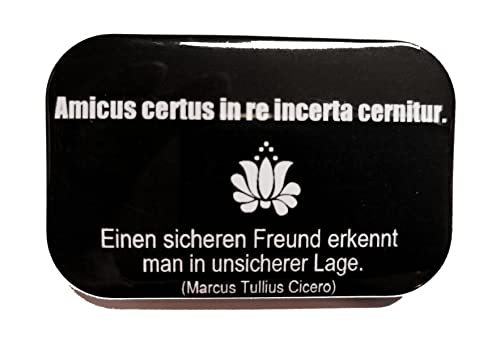 Amicus certus in re incerta cernitur.
Einen sicheren Freund erkennt
man in unsicherer Lage.
(Marcus Tullius Cicero)